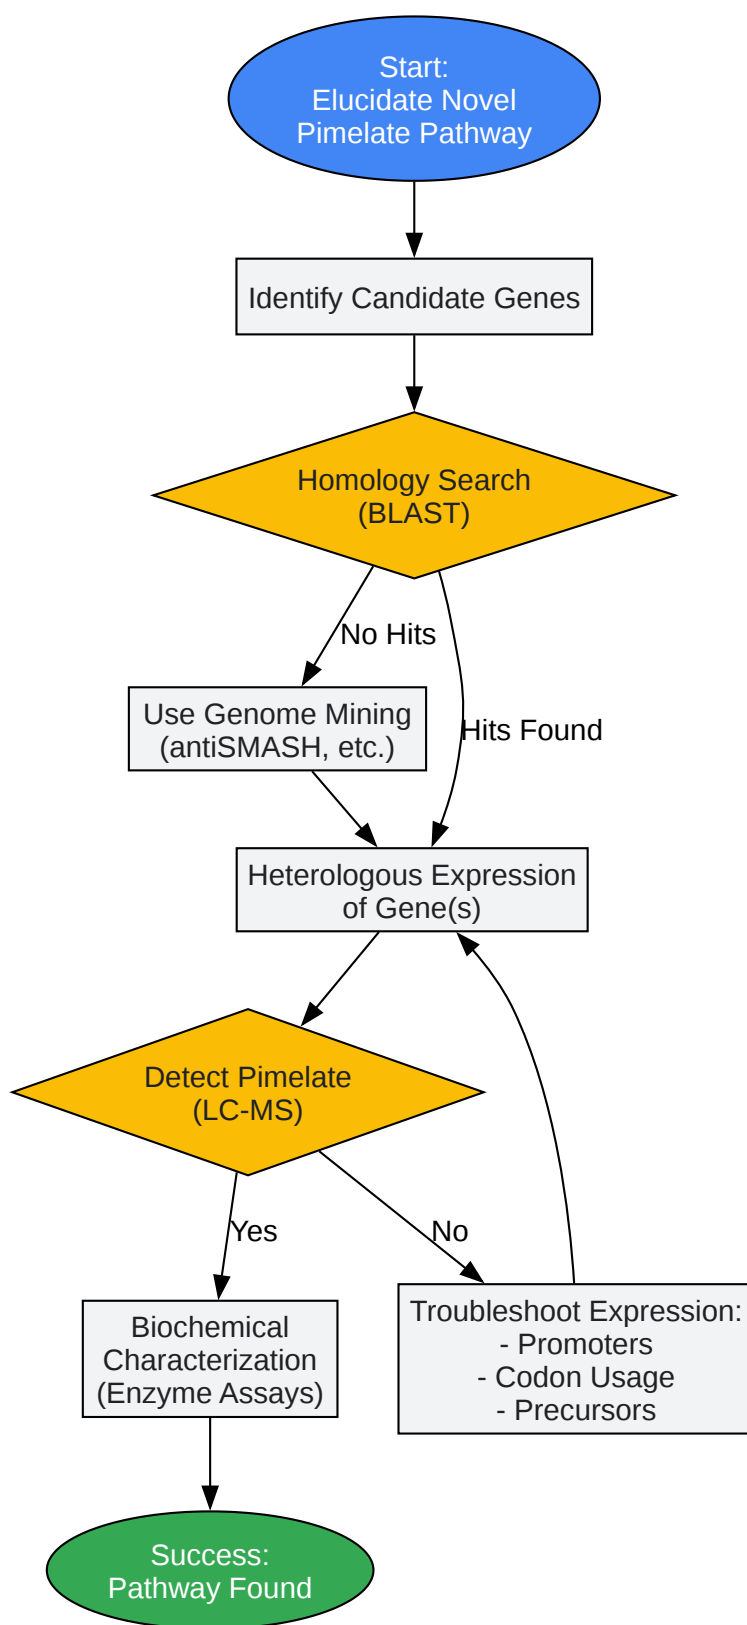 Start:
Elucidate Novel
Pimelate Pathway
Identify Candidate Genes
Homology Search
(BLAST)
No Hits
Use Genome Mining
(antiSMASH, etc.)
Hits Found
Heterologous Expression
of Gene(s)
Detect Pimelate
(LC-MS)
Yes
No
Biochemical
Characterization
(Enzyme Assays)
Troubleshoot Expression:
- Promoters
- Codon Usage
- Precursors
Success:
Pathway Found